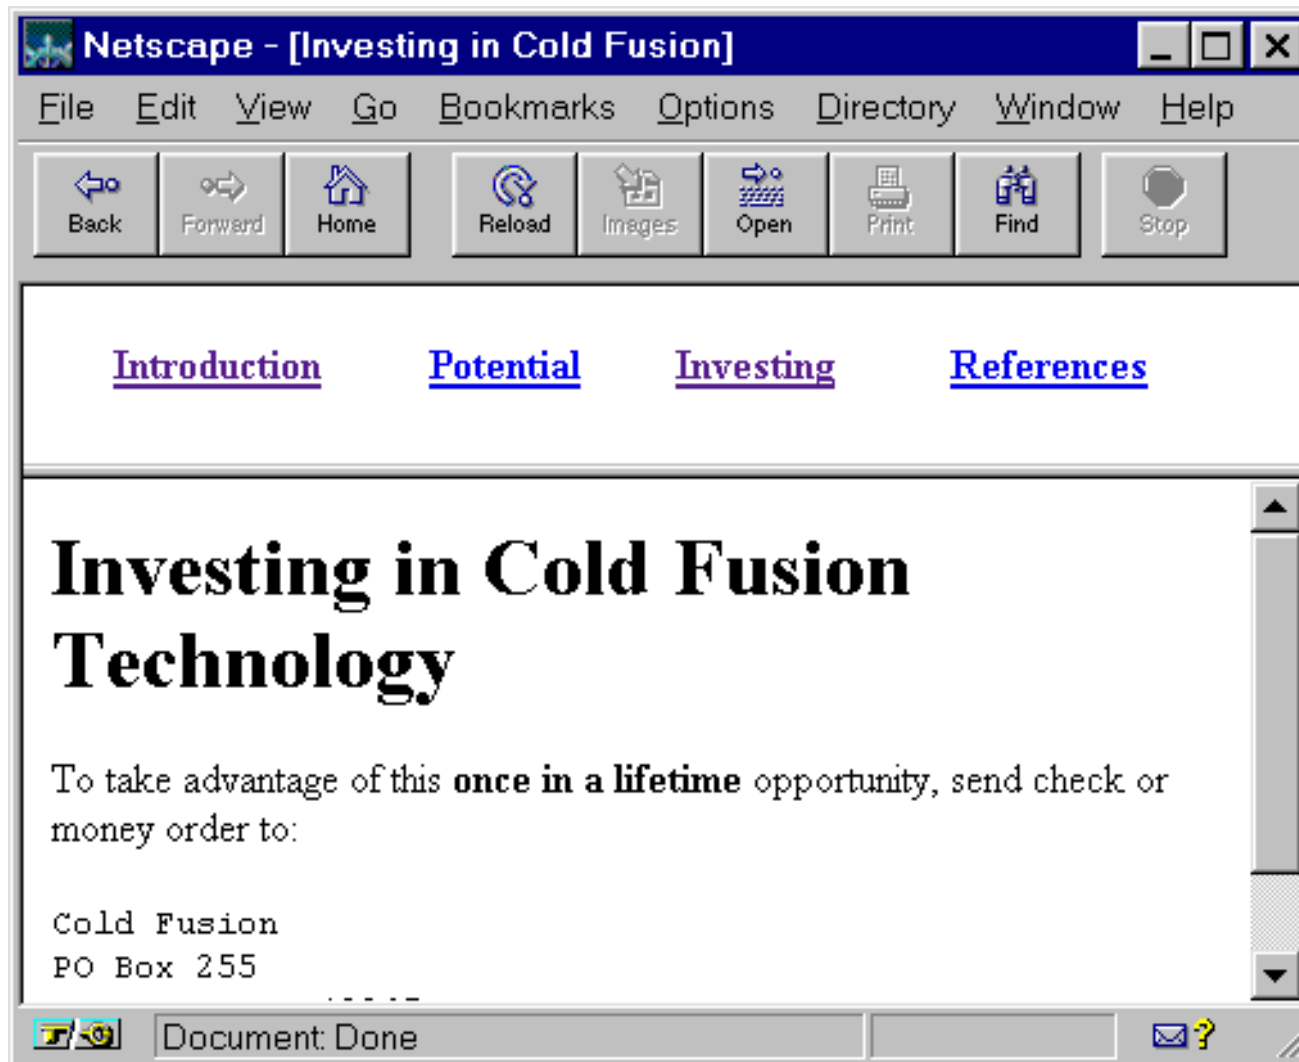 Netscape - [Investing in Cold Fusion]
File Edit View Go Bookmarks Options Directory Window Help
Back Forward Home Reload Images Open Print Find Stop
Introduction Potential Investing References
Investing in Cold Fusion
Technology
To take advantage of this once in a lifetime opportunity, send check or
money order to:
Cold Fusion
PO Box 255
Document: Done